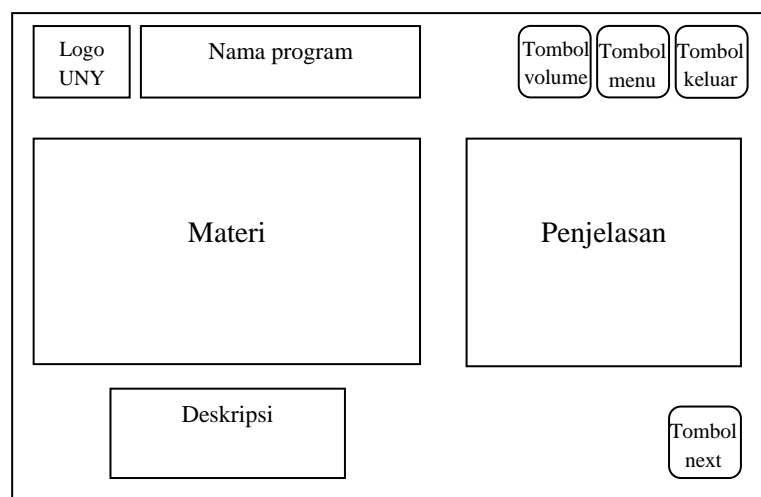 Logo
UNY
Nama program
Tombol
volume
Tombol
menu
Tombol
keluar
Materi
Penjelasan
Deskripsi
Tombol
next